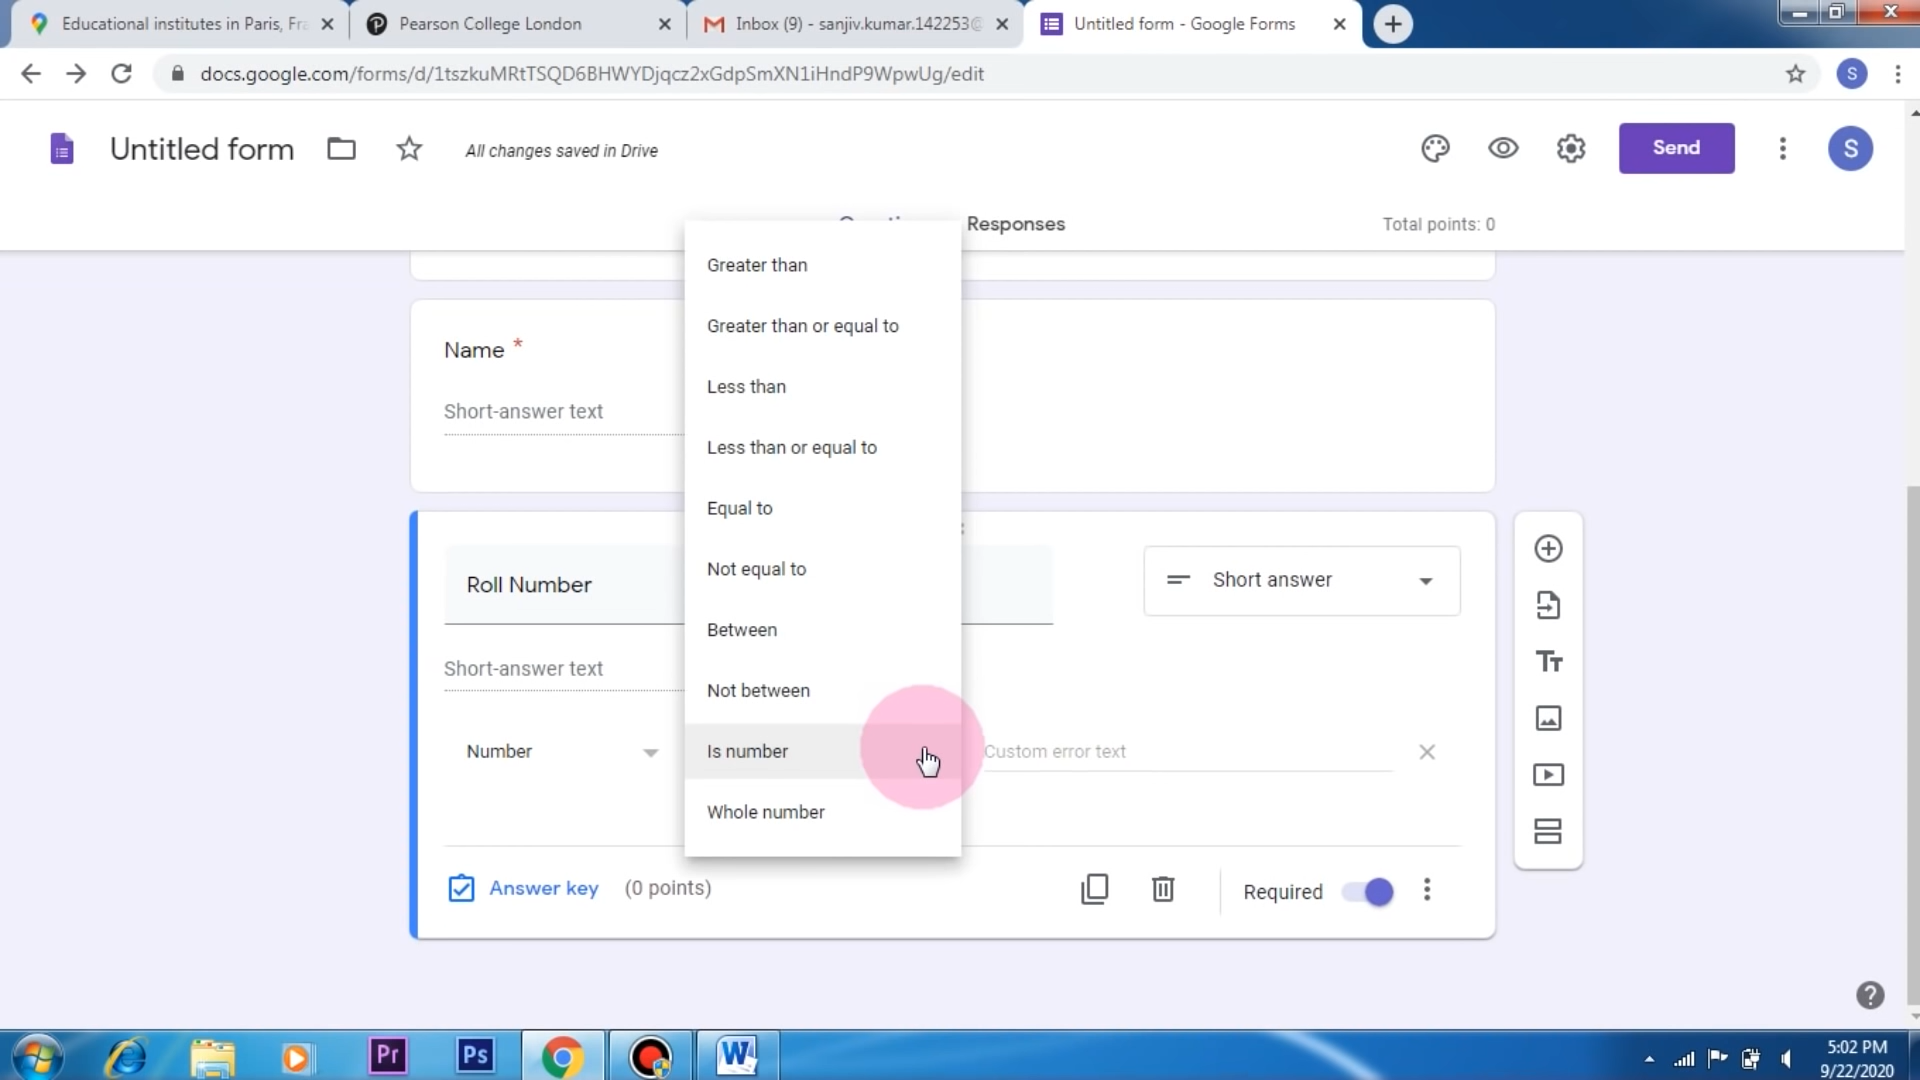 Educational institutes in Paris, Fra
Pearson College London
Inbox (9) - sanjiv.kumar.142253@
Untitled form - Google Forms
docs.google.com/forms/d/1tszkuMRtTSQD6BHWYDjqcz2xGdpSmXN1iHndP9WpwUg/edit
S
Untitled form
All changes saved in Drive
Send
S
Responses
Total points: 0
Greater than
Greater than or equal to
Name *
Less than
Short-answer text
Less than or equal to
Equal to
Not equal to
Roll Number
Short answer
Between
Short-answer text
Tт
Not between
Number
Is number
Custom error text
Whole number
Answer key
(0 points)
Required
Pr
Ps
W
5:02 PM
9/22/2020